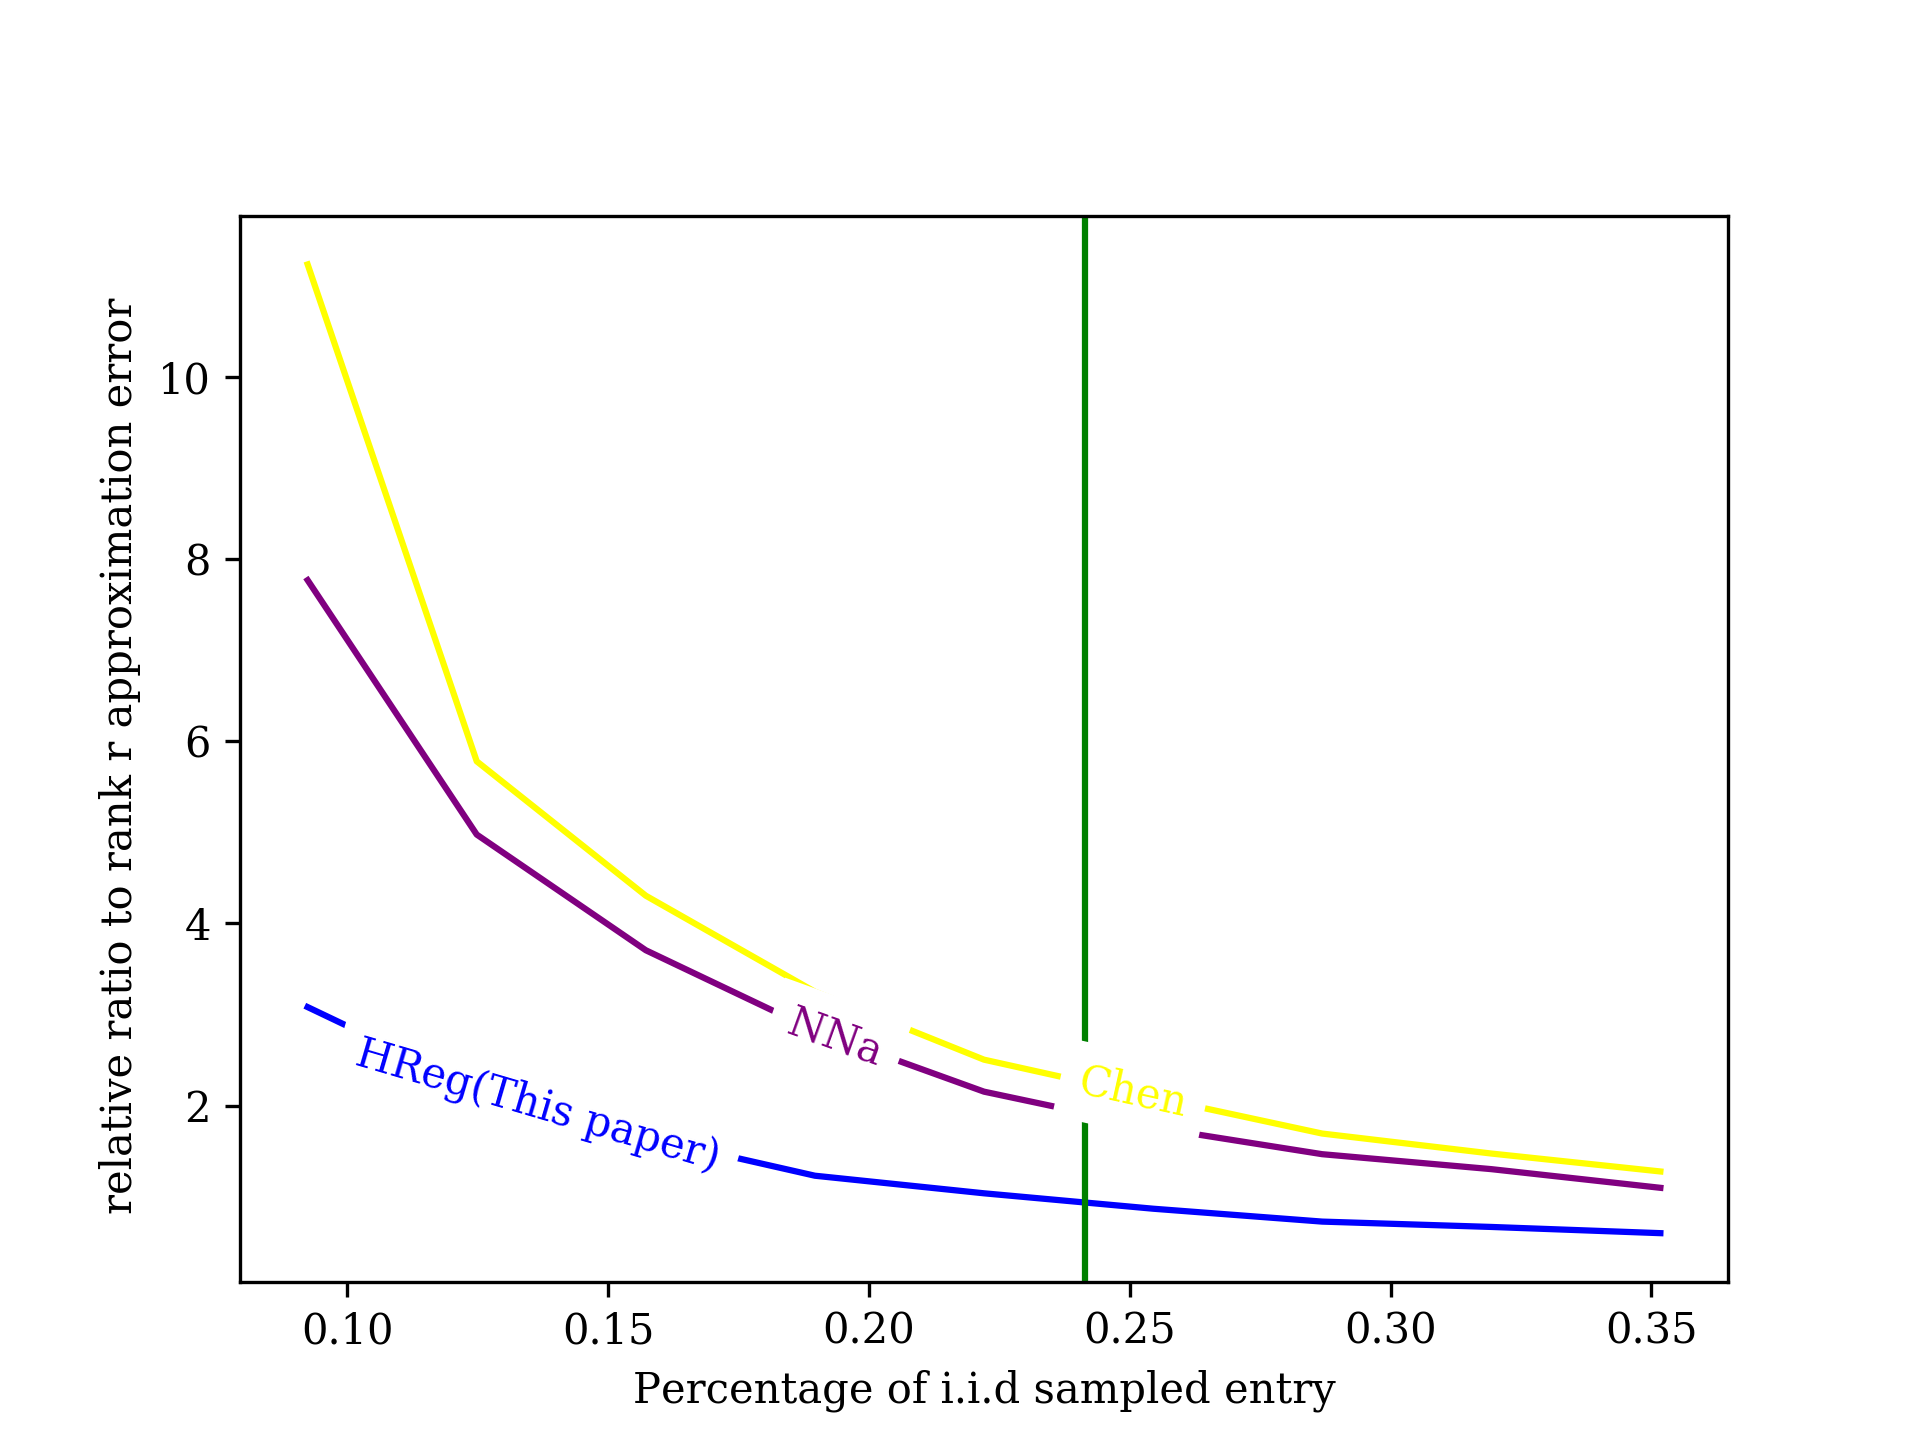 relative ratio to rank r approximation error
10
8
6
4
2
HReg(This paper)
NNa
Chen
0.10
0.15
0.20
0.25
0.30
0.35
Percentage of i.i.d sampled entry